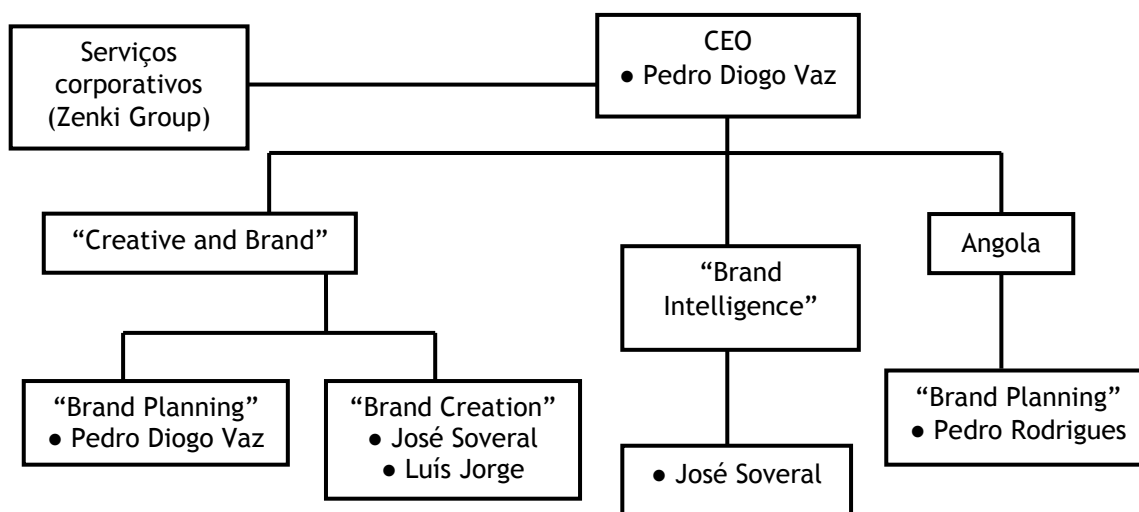 Serviços
corporativos
(Zenki Group)
CEO
● Pedro Diogo Vaz
“Creative and Brand”
“Brand
Intelligence”
Angola
“Brand Planning”
● Pedro Diogo Vaz
“Brand Creation”
● José Soveral
● Luís Jorge
● José Soveral
“Brand Planning”
● Pedro Rodrigues